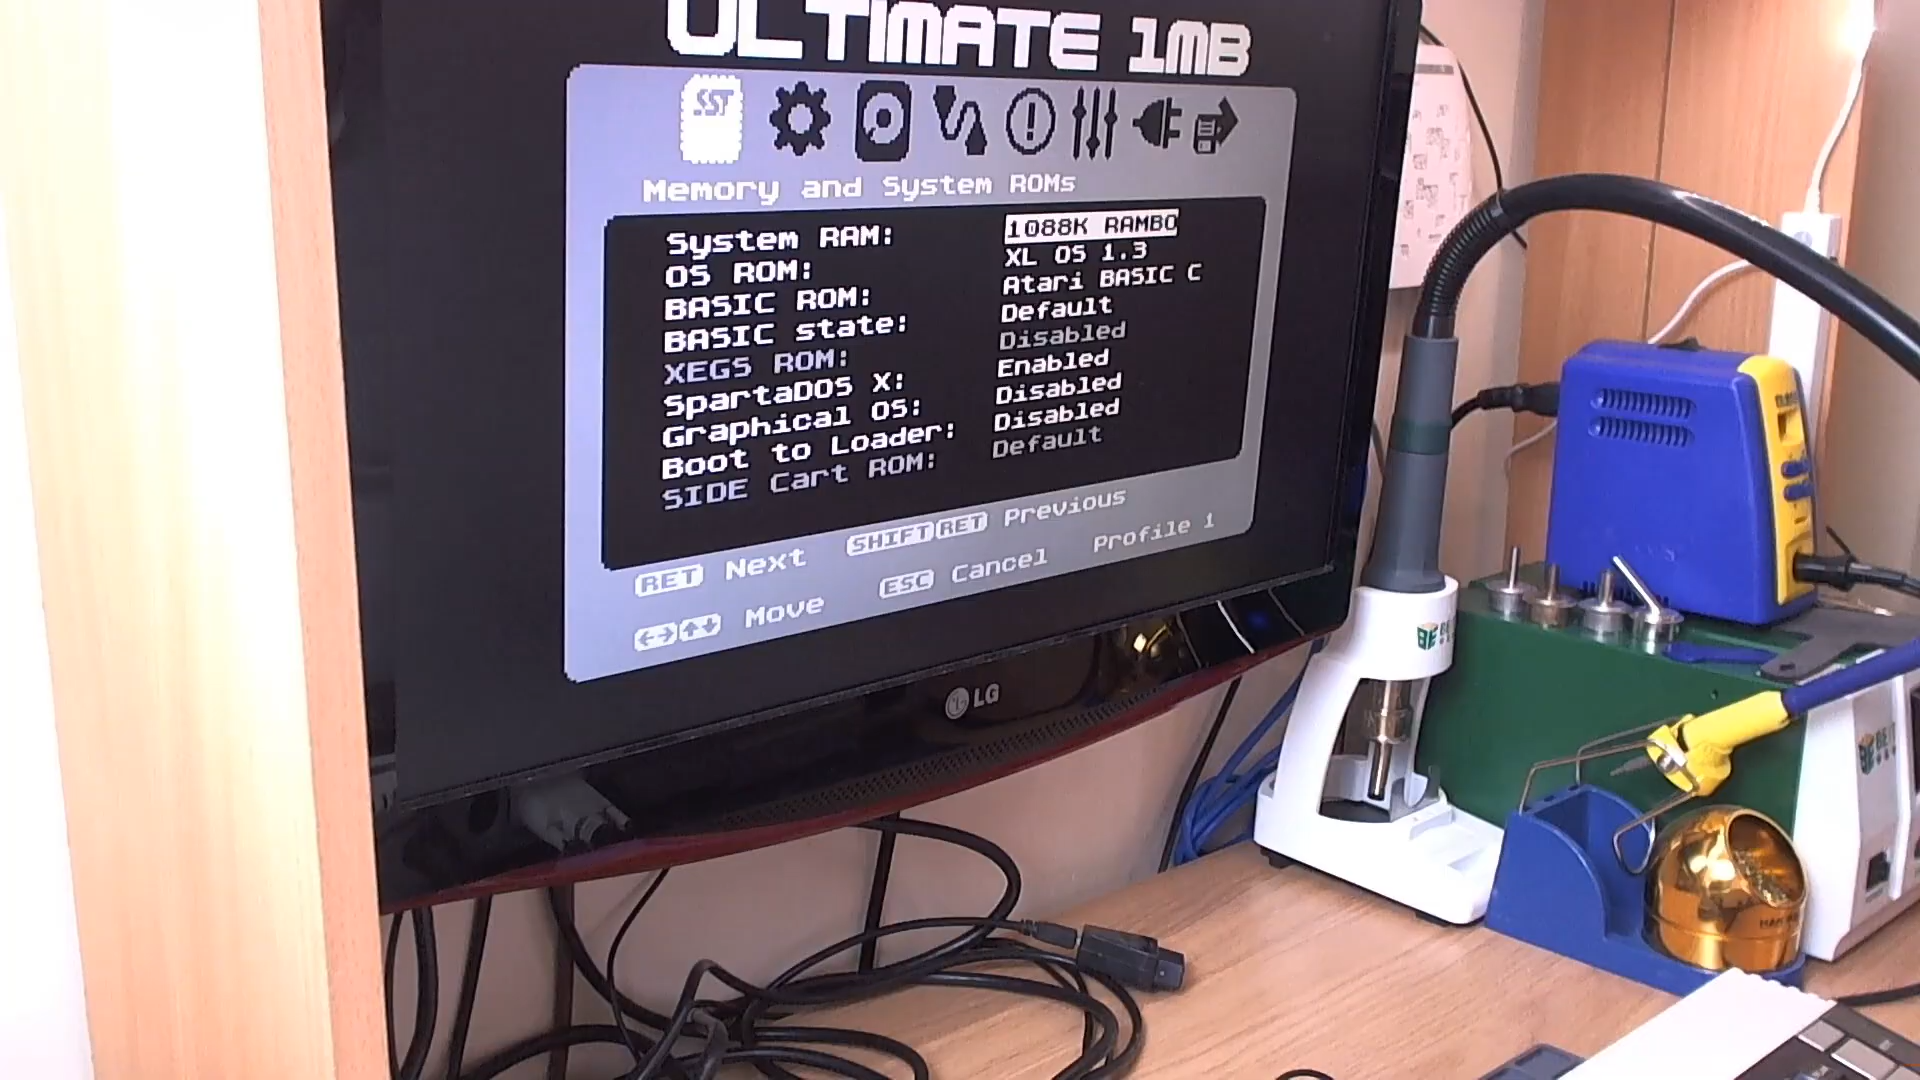 ULTIMATE 1MB
SST
Memory and System ROMs
System RAM: 1088K RAMBO
OS ROM: XL OS 1.3
BASIC ROM: Atari BASIC C
BASIC state: Default
XEGS ROM: Disabled
SpartaDOS X: Enabled
Graphical OS: Disabled
Boot to Loader: Disabled
SIDE Cart ROM: Default
RET Next SHIFT RET Previous
Move ESC Cancel Profile 1
LG